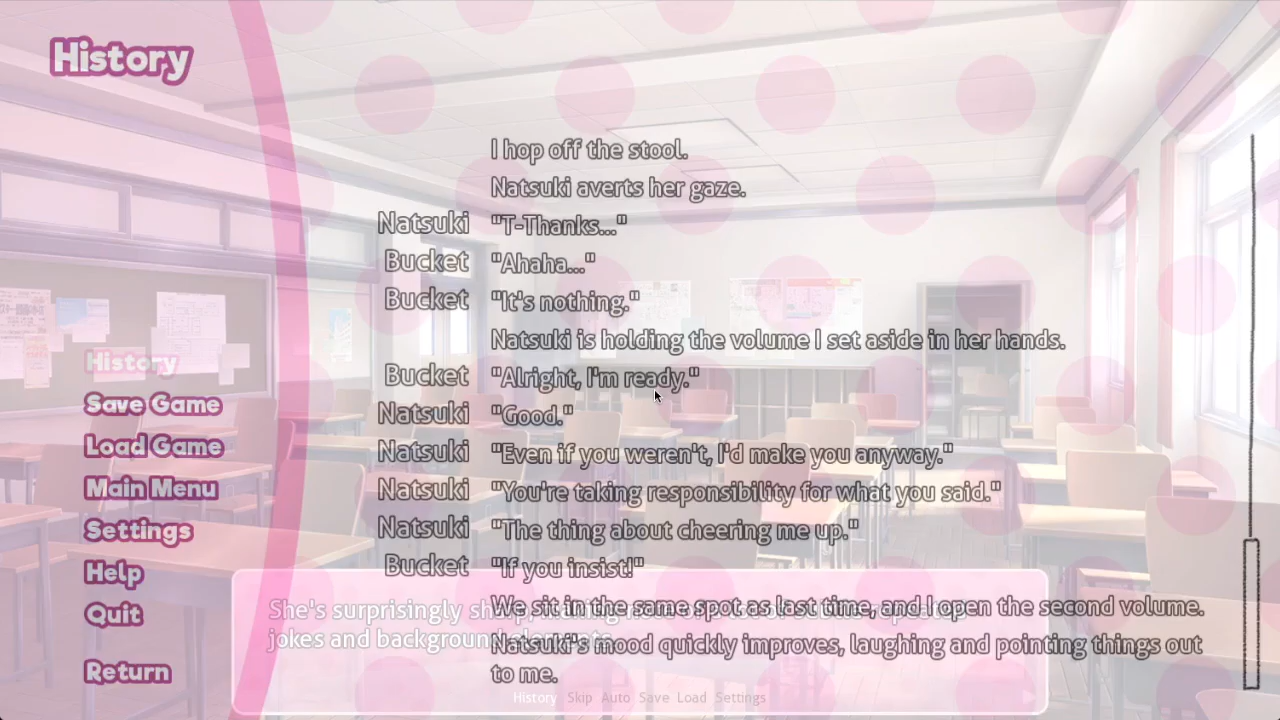 History
I hop off the stool.
Natsuki averts her gaze.
Natsuki "T-Thanks..."
Bucket "Ahaha..."
Bucket "It's nothing."
Natsuki is holding the volume I set aside in her hands.
Bucket "Alright, I'm ready."
Natsuki "Good."
Natsuki "Even if you weren't, I'd make you anyway."
Natsuki "You're taking responsibility for what you said."
Natsuki "The thing about cheering me up."
Bucket "If you insist!"
We sit in the same spot as last time, and I open the second volume.
Natsuki's mood quickly improves, laughing and pointing things out
to me.
History
Save Game
Load Game
Main Menu
Settings
Help
Quit
Return
She's surprisingly
jokes and background
History Skip Auto Save Load Settings